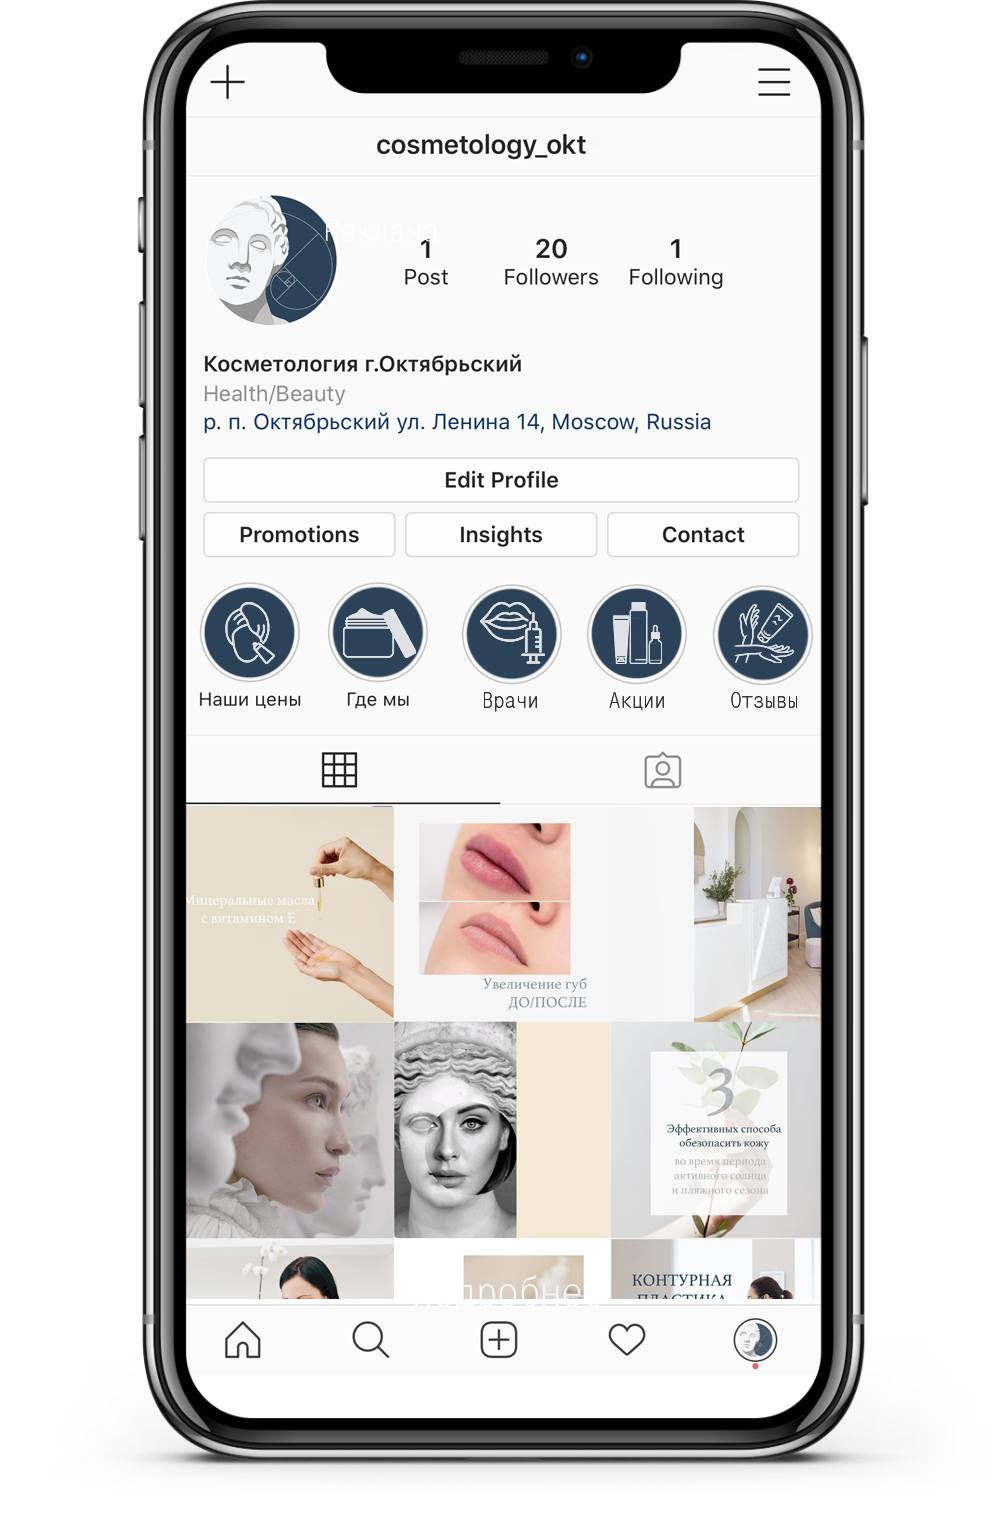 cosmetology_okt
Реклама
1 20 1
Post Followers Following
Косметология г.Октябрьский
Health/Beauty
р. п. Октябрьский ул. Ленина 14, Moscow, Russia
Edit Profile
Promotions Insights Contact
Наши цены Где мы Врачи Акции Отзывы
Минеральные масла
с витамином Е
Увеличение губ
ДО/ПОСЛЕ
3
Эффективных способа
обезопасить кожу
во время периода
активного солнца
и пляжного сезона
КОНТУРНАЯ
ПЛАСТИКА
Подробнее